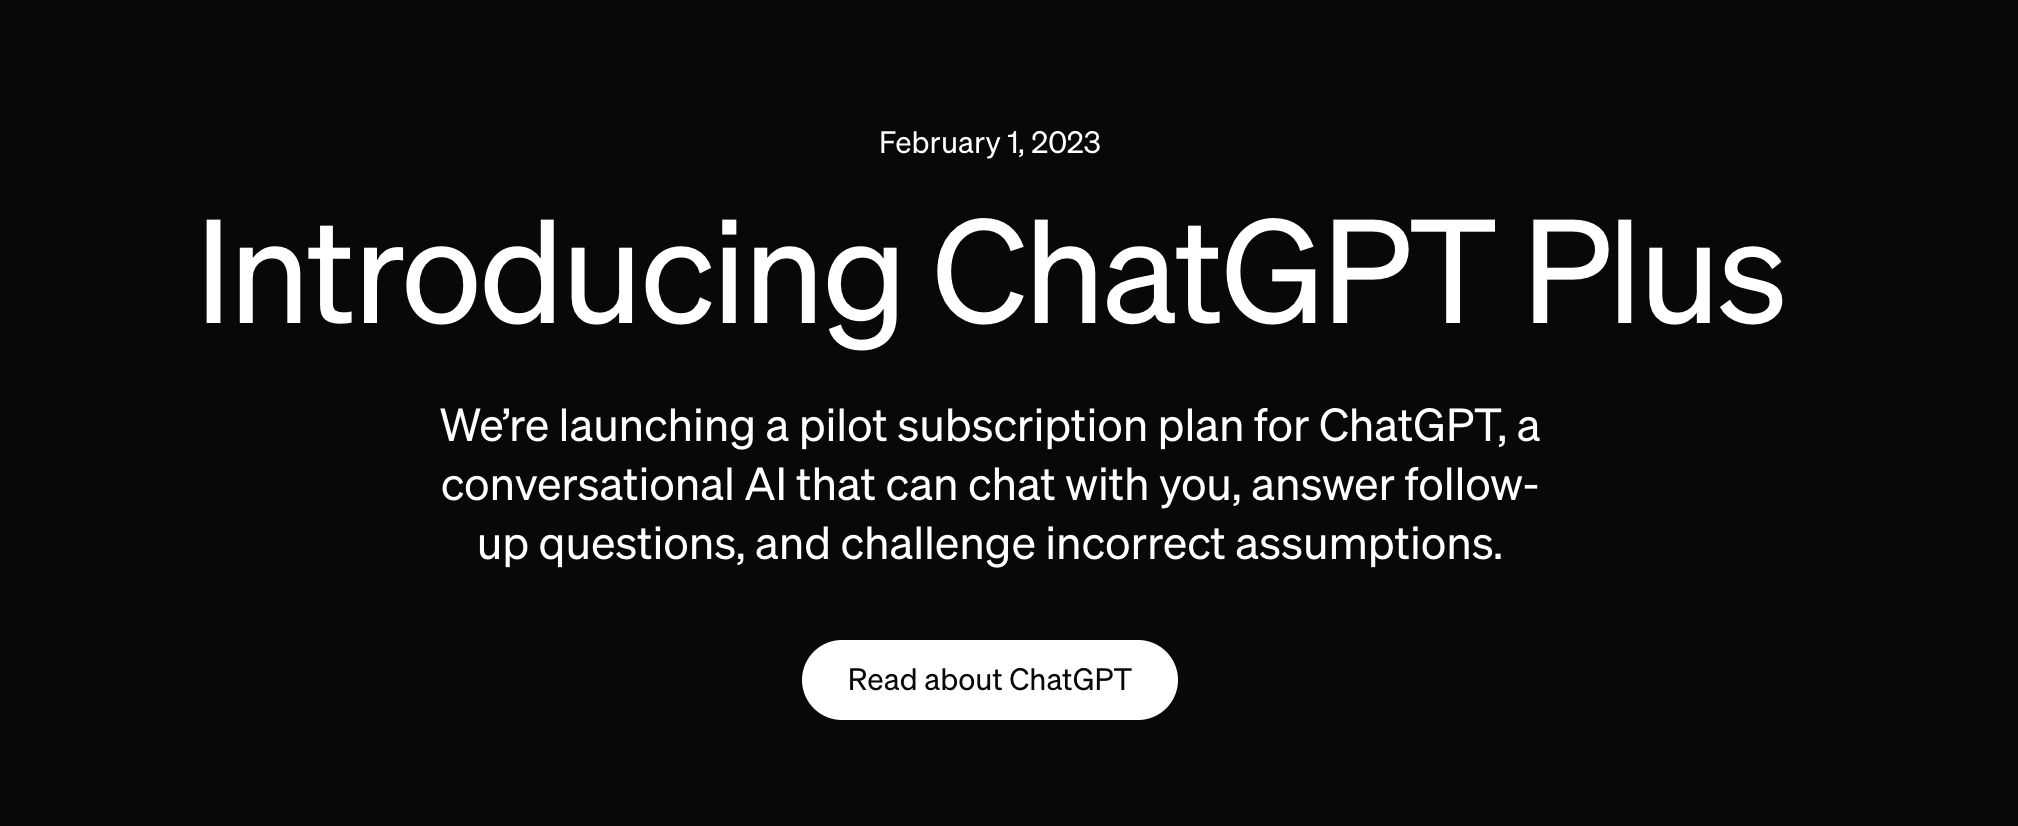 February 1, 2023
Introducing ChatGPT Plus
We’re launching a pilot subscription plan for ChatGPT, a
conversational AI that can chat with you, answer follow-
up questions, and challenge incorrect assumptions.
Read about ChatGPT